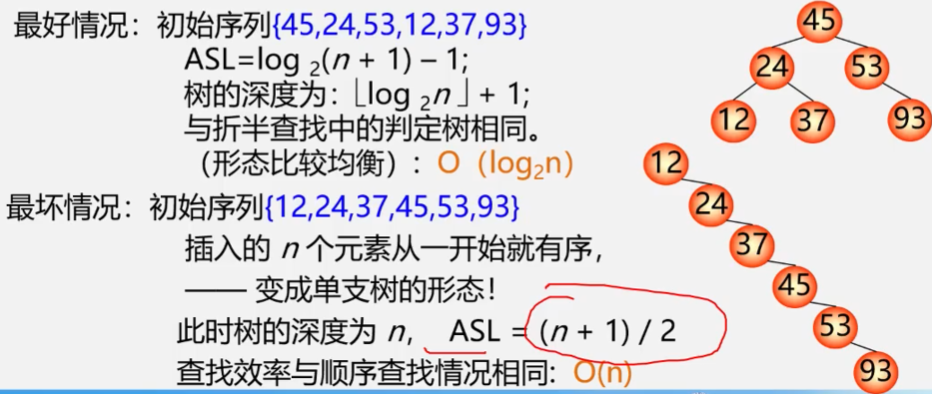 最好情况：初始序列{45,24,53,12,37,93}
ASL=log 2(n + 1) – 1;
树的深度为：⌊log 2n ⌋ + 1;
与折半查找中的判定树相同。
（形态比较均衡）：O（log2n）
最坏情况：初始序列{12,24,37,45,53,93}
插入的 n 个元素从一开始就有序，
—— 变成单支树的形态！
此时树的深度为 n， ASL = (n + 1) / 2
查找效率与顺序查找情况相同: O(n)
45
24 53
12 37 93
12
24
37
45
53
93